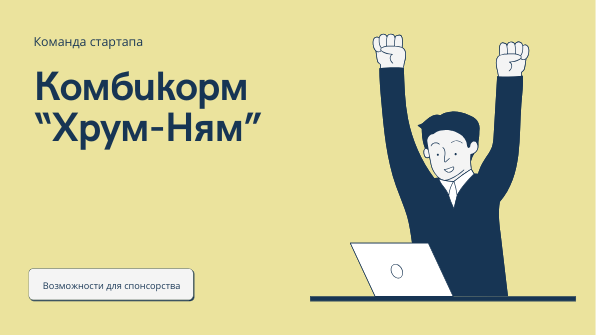 Команда стартапа
Комбикорм
“Хрум-Ням”
Возможности для спонсорства